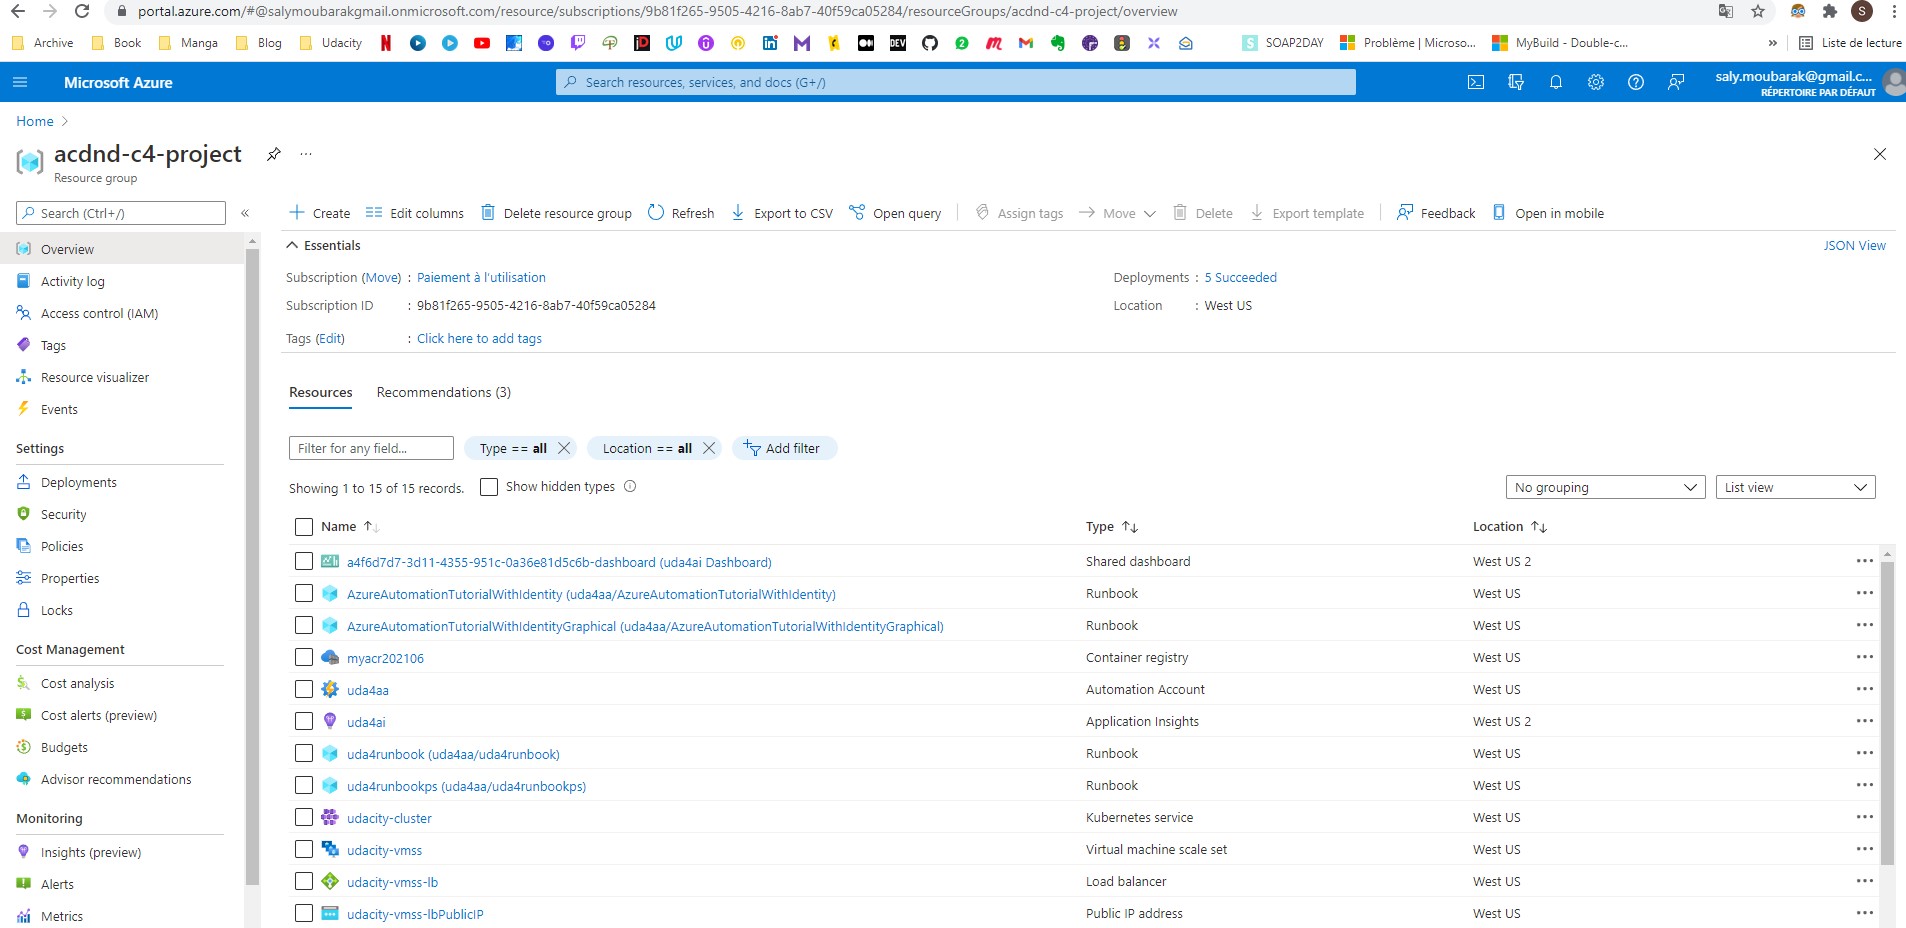 portal.azure.com/#@salymoubarakgmail.onmicrosoft.com/resource/subscriptions/9b81f265-9505-4216-8ab7-40f59ca05284/resourceGroups/acdnd-c4-project/overview
Archive Book Manga Blog Udacity SOAP2DAY Problème | Microso... MyBuild - Double-c... » Liste de lecture
Microsoft Azure Search resources, services, and docs (G+/) saly.moubarak@gmail.c...
RÉPERTOIRE PAR DÉFAUT
Home >
acdnd-c4-project
Resource group
Search (Ctrl+/) «
Create Edit columns Delete resource group Refresh Export to CSV Open query Assign tags Move Delete Export template Feedback Open in mobile
Overview
Activity log
Access control (IAM)
Tags
Resource visualizer
Events
Settings
Deployments
Security
Policies
Properties
Locks
Cost Management
Cost analysis
Cost alerts (preview)
Budgets
Advisor recommendations
Monitoring
Insights (preview)
Alerts
Metrics
Essentials JSON View
Subscription (Move) : Paiement à l'utilisation Deployments : 5 Succeeded
Subscription ID : 9b81f265-9505-4216-8ab7-40f59ca05284 Location : West US
Tags (Edit) : Click here to add tags
Resources Recommendations (3)
Filter for any field... Type == all Location == all Add filter
Showing 1 to 15 of 15 records. Show hidden types No grouping List view
Name Type Location
a4f6d7d7-3d11-4355-951c-0a36e81d5c6b-dashboard (uda4ai Dashboard) Shared dashboard West US 2
AzureAutomationTutorialWithIdentity (uda4aa/AzureAutomationTutorialWithIdentity) Runbook West US
AzureAutomationTutorialWithIdentityGraphical (uda4aa/AzureAutomationTutorialWithIdentityGraphical) Runbook West US
myacr202106 Container registry West US
uda4aa Automation Account West US
uda4ai Application Insights West US 2
uda4runbook (uda4aa/uda4runbook) Runbook West US
uda4runbookps (uda4aa/uda4runbookps) Runbook West US
udacity-cluster Kubernetes service West US
udacity-vmss Virtual machine scale set West US
udacity-vmss-lb Load balancer West US
udacity-vmss-lbPublicIP Public IP address West US